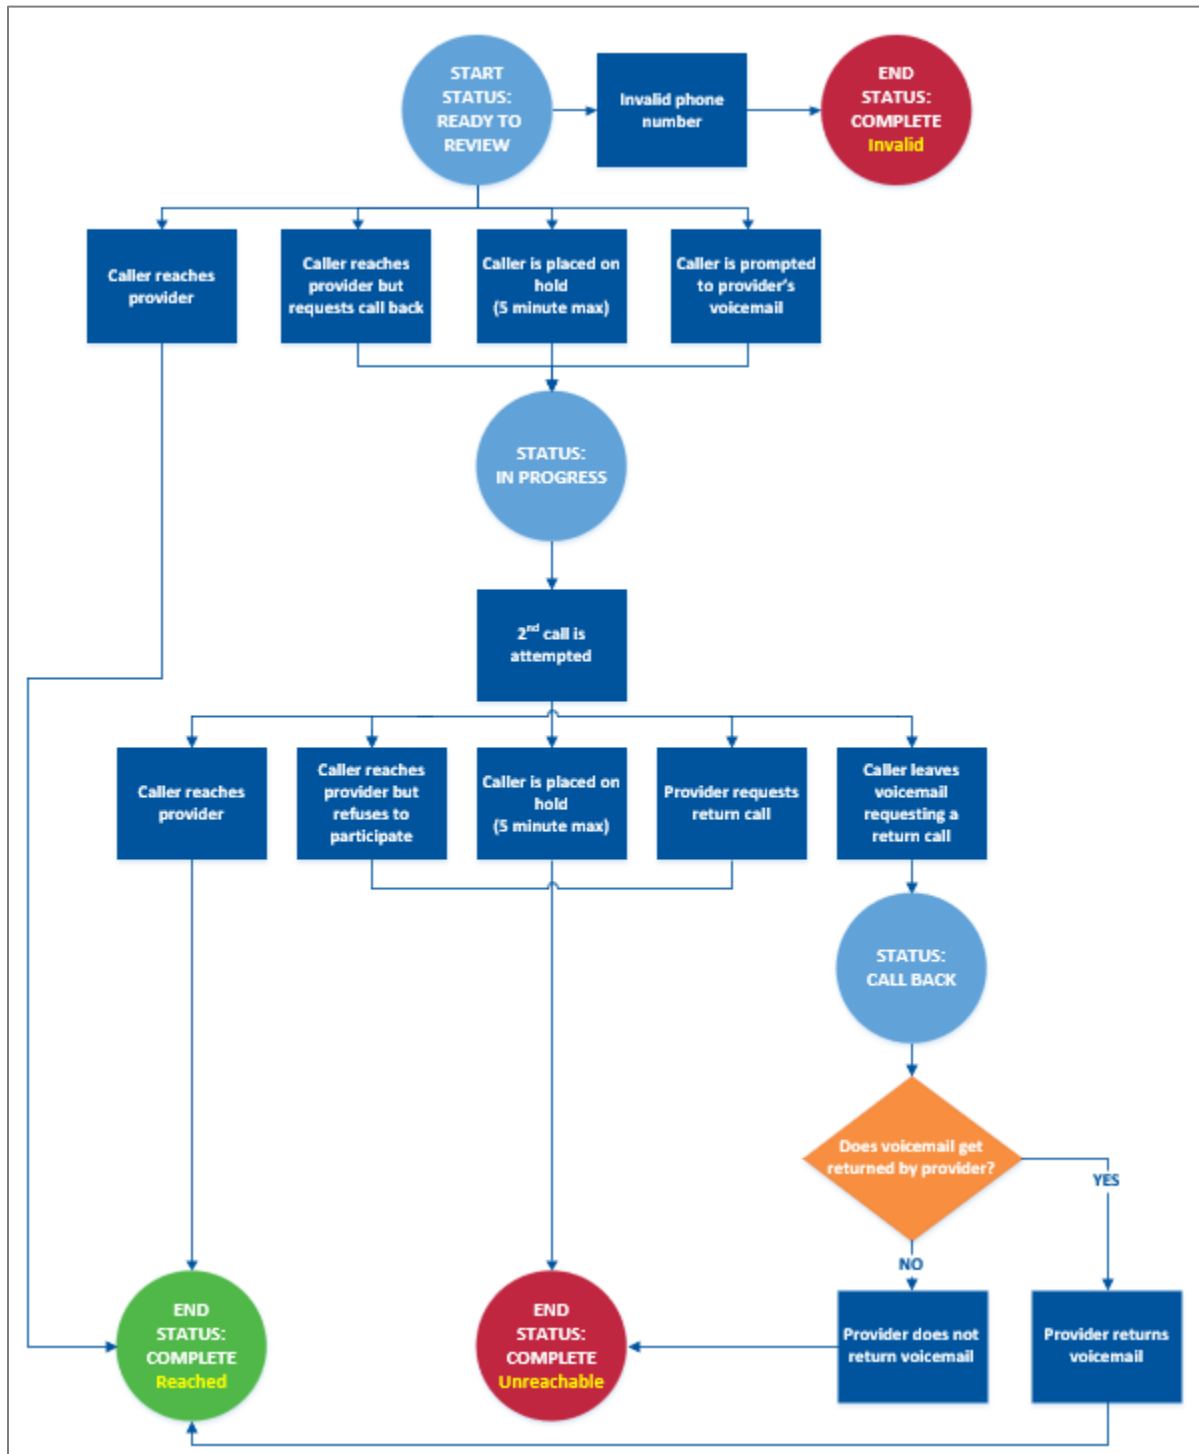 START
STATUS:
READY TO
REVIEW
Invalid phone
number
END
STATUS:
COMPLETE
Invalid
Caller reaches
provider
Caller reaches
provider but
requests call back
Caller is placed on
hold
(5 minute max)
Caller is prompted
to provider's
voicemail
STATUS:
IN PROGRESS
2nd call is
attempted
Caller reaches
provider
Caller reaches
provider but
refuses to
participate
Caller is placed on
hold
(5 minute max)
Provider requests
return call
Caller leaves
voicemail
requesting a
return call
STATUS:
CALL BACK
Does voicemail get
returned by provider?
YES
NO
END
STATUS:
COMPLETE
Reached
END
STATUS:
COMPLETE
Unreachable
Provider does not
return voicemail
Provider returns
voicemail